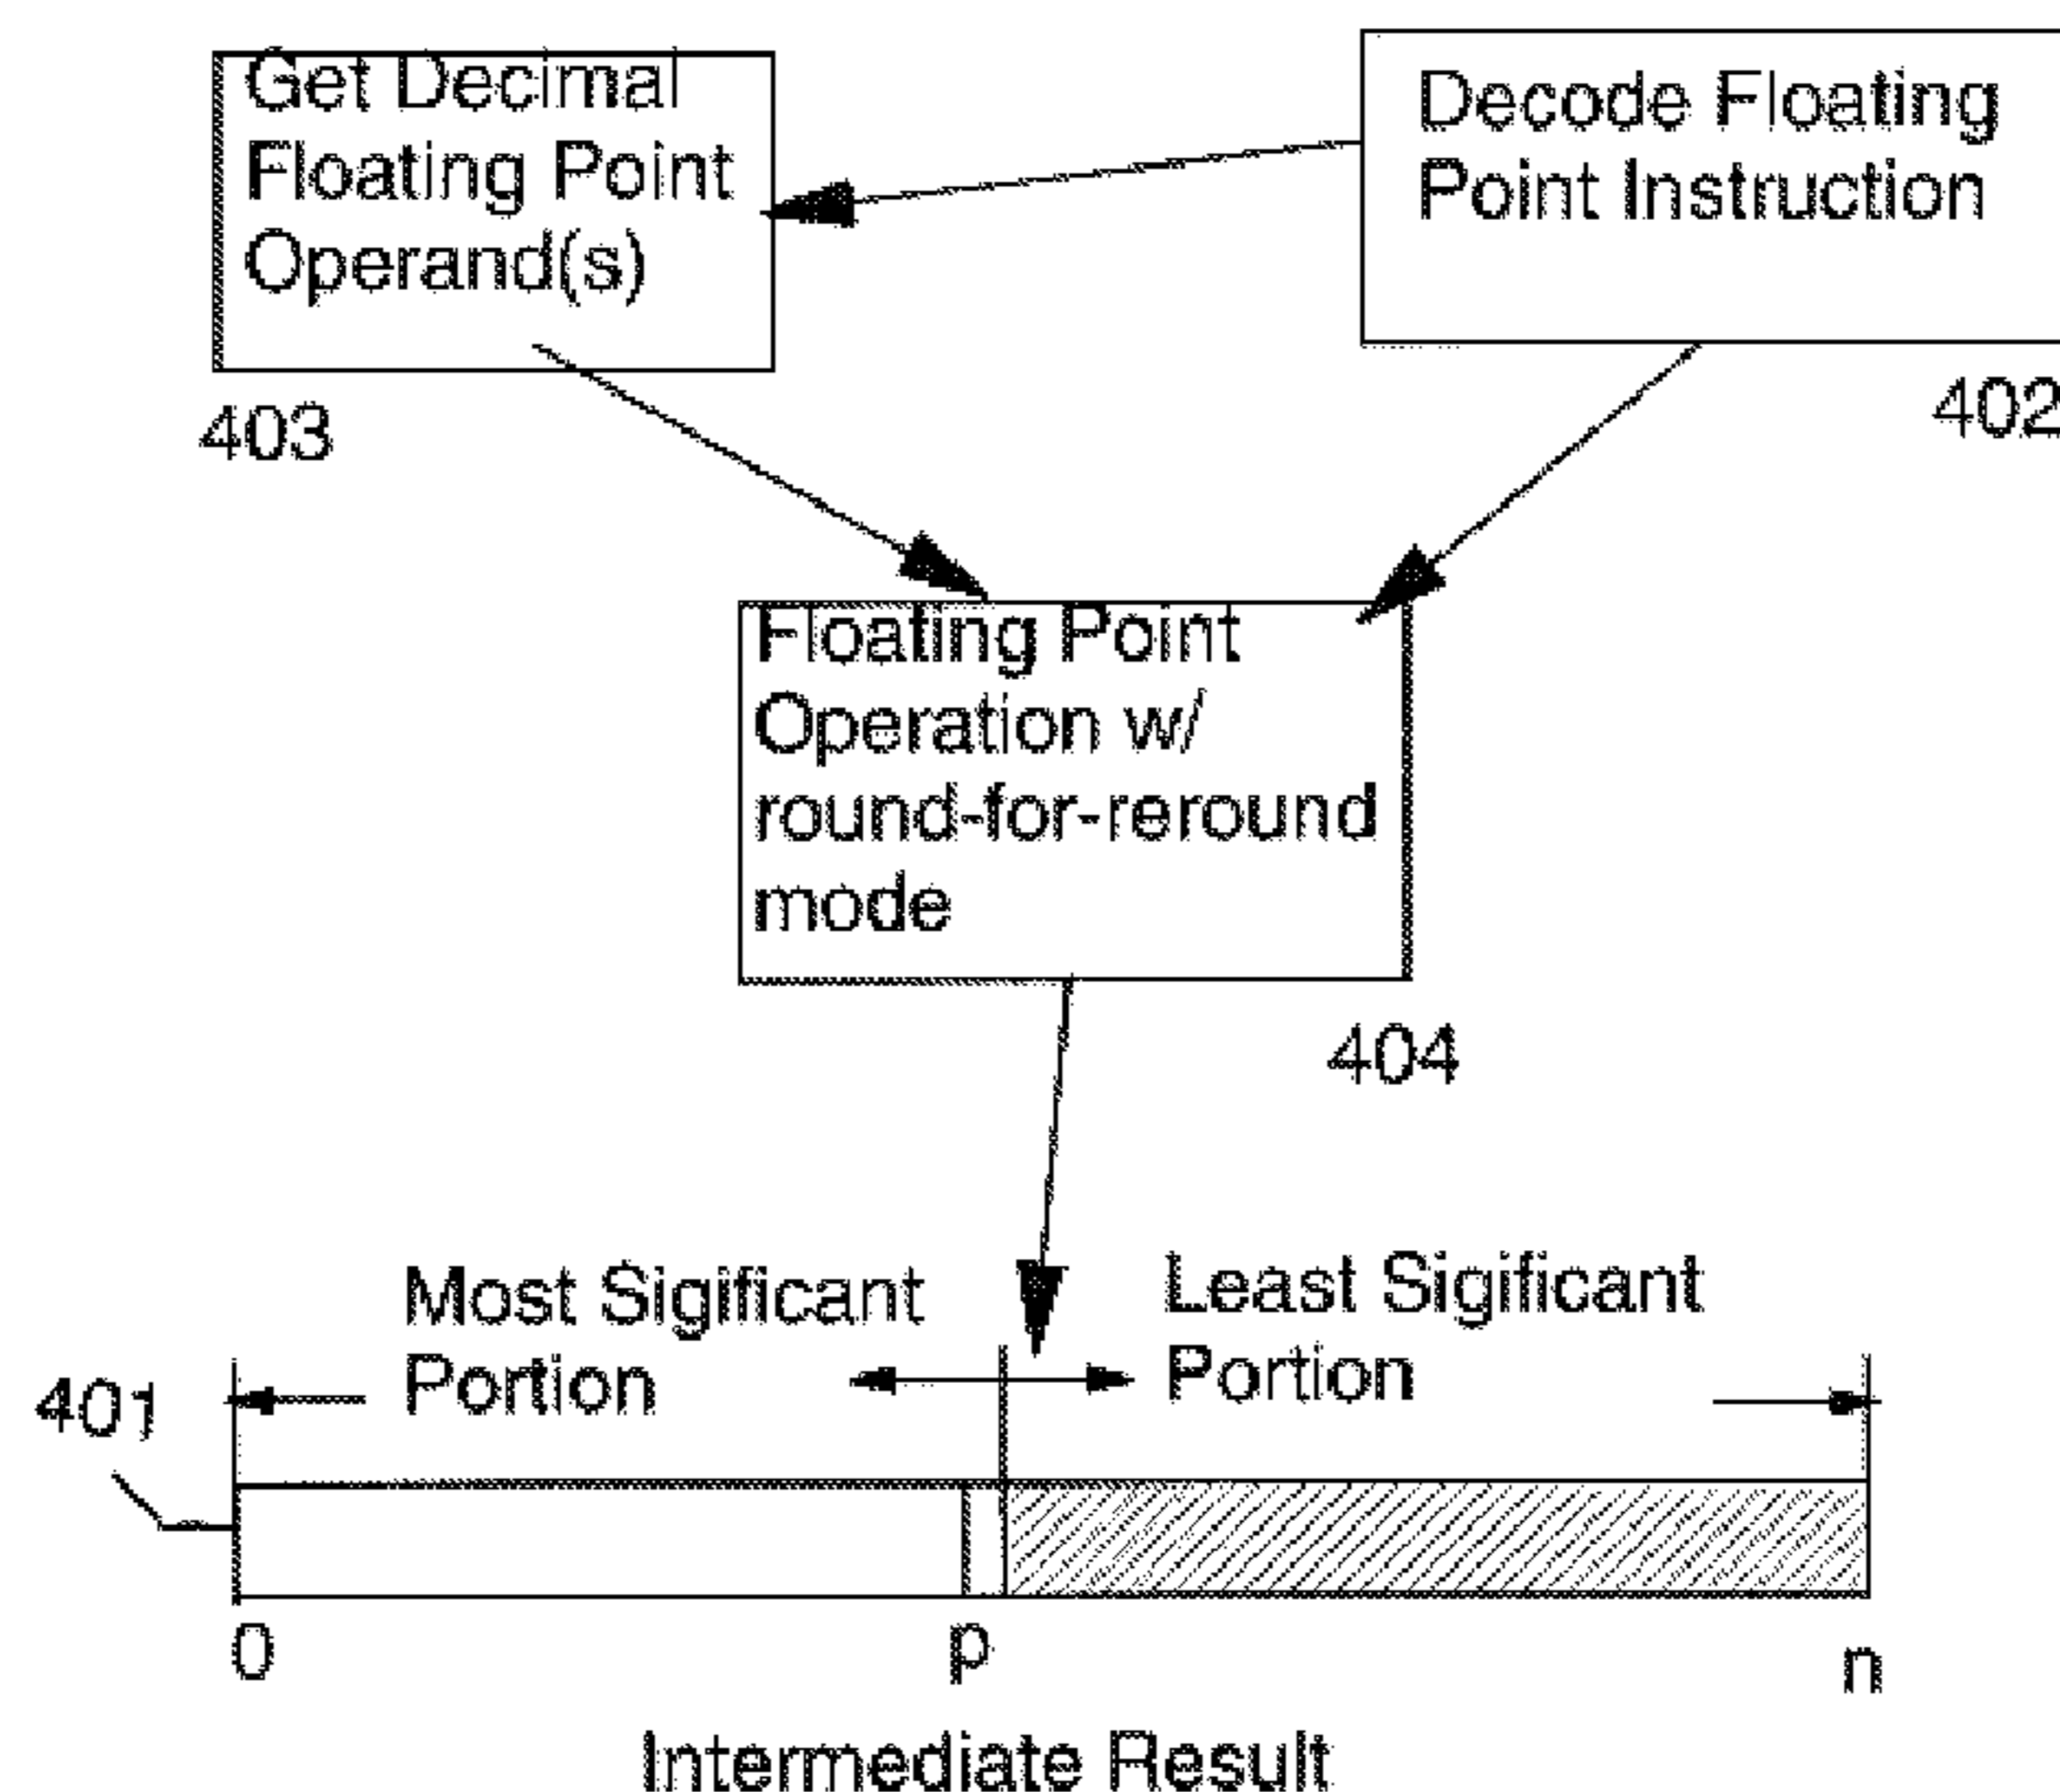 Get Decimal
Floating Point
Operand(s)
403
Decode Floating
Point Instruction
402
Floating Point
Operation w/
round-for-reround
mode
404
Most Sigificant
Portion
Least Sigificant
Portion
401
0
p
n
Intermediate Result